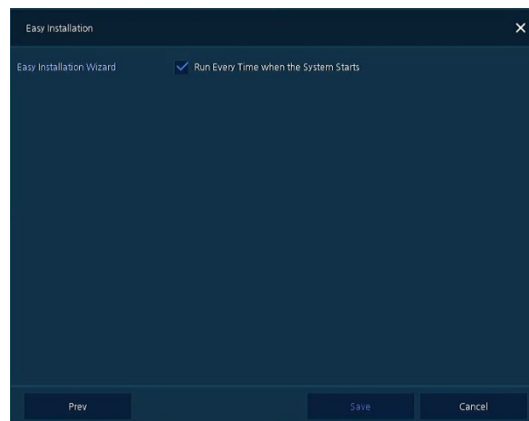 Easy Installation
Easy Installation Wizard Run Every Time when the System Starts
Prev Save Cancel